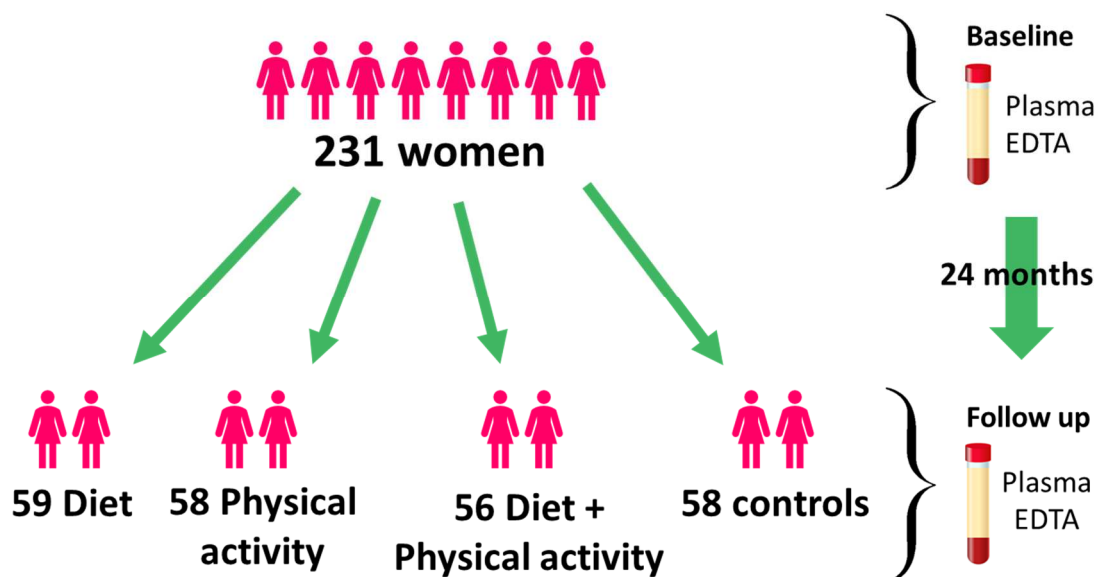 231 women
Baseline
Plasma
EDTA
24 months
59 Diet
58 Physical
activity
56 Diet +
Physical activity
58 controls
Follow up
Plasma
EDTA